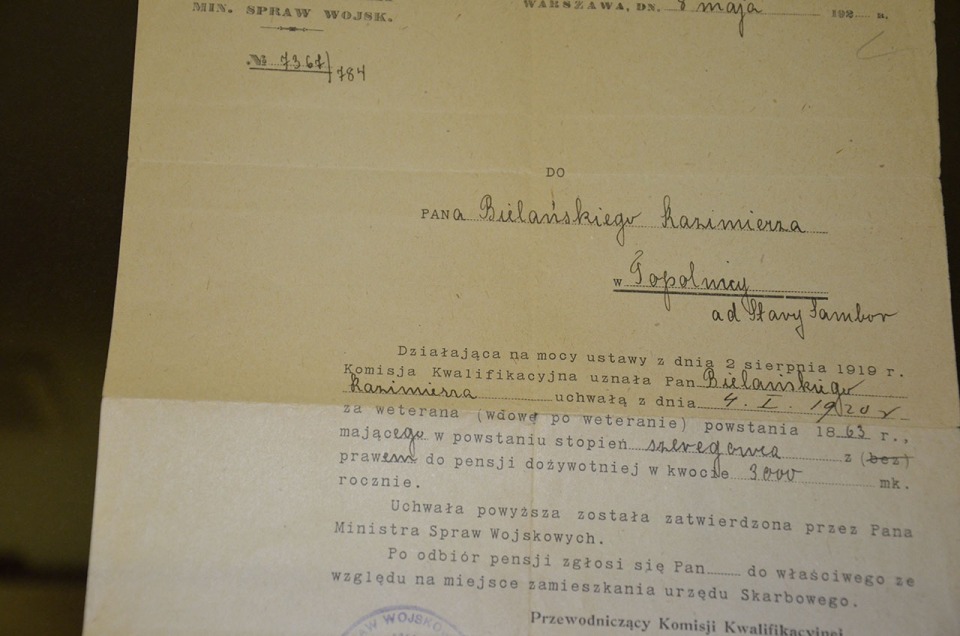 MIN. SPRAW WOJSK.
WARSZAWA, DN. 8 maja 192 R.
№ 7367/784
DO
PANa Bielańskiego Kazimierza
w Topolnicy
ad Stary Sambor
Działająca na mocy ustawy z dnia 2 sierpnia 1919 r.
Komisja Kwalifikacyjna uznała Pan Bielańskiego
Kazimierza uchwałą z dnia 4. I. 1920 r
za weterana (wdowę po weteranie) powstania 1863 r.,
mającego w powstaniu stopień szeregowca z (bez)
prawem do pensji dożywotniej w kwocie 3000 mk.
rocznie.
Uchwała powyższa została zatwierdzona przez Pana
Ministra Spraw Wojskowych.
Po odbiór pensji zgłosi się Pan do właściwego ze
względu na miejsce zamieszkania urzędu Skarbowego.
Przewodniczący Komisji Kwalifikacyjnej
RAW WOJSKO